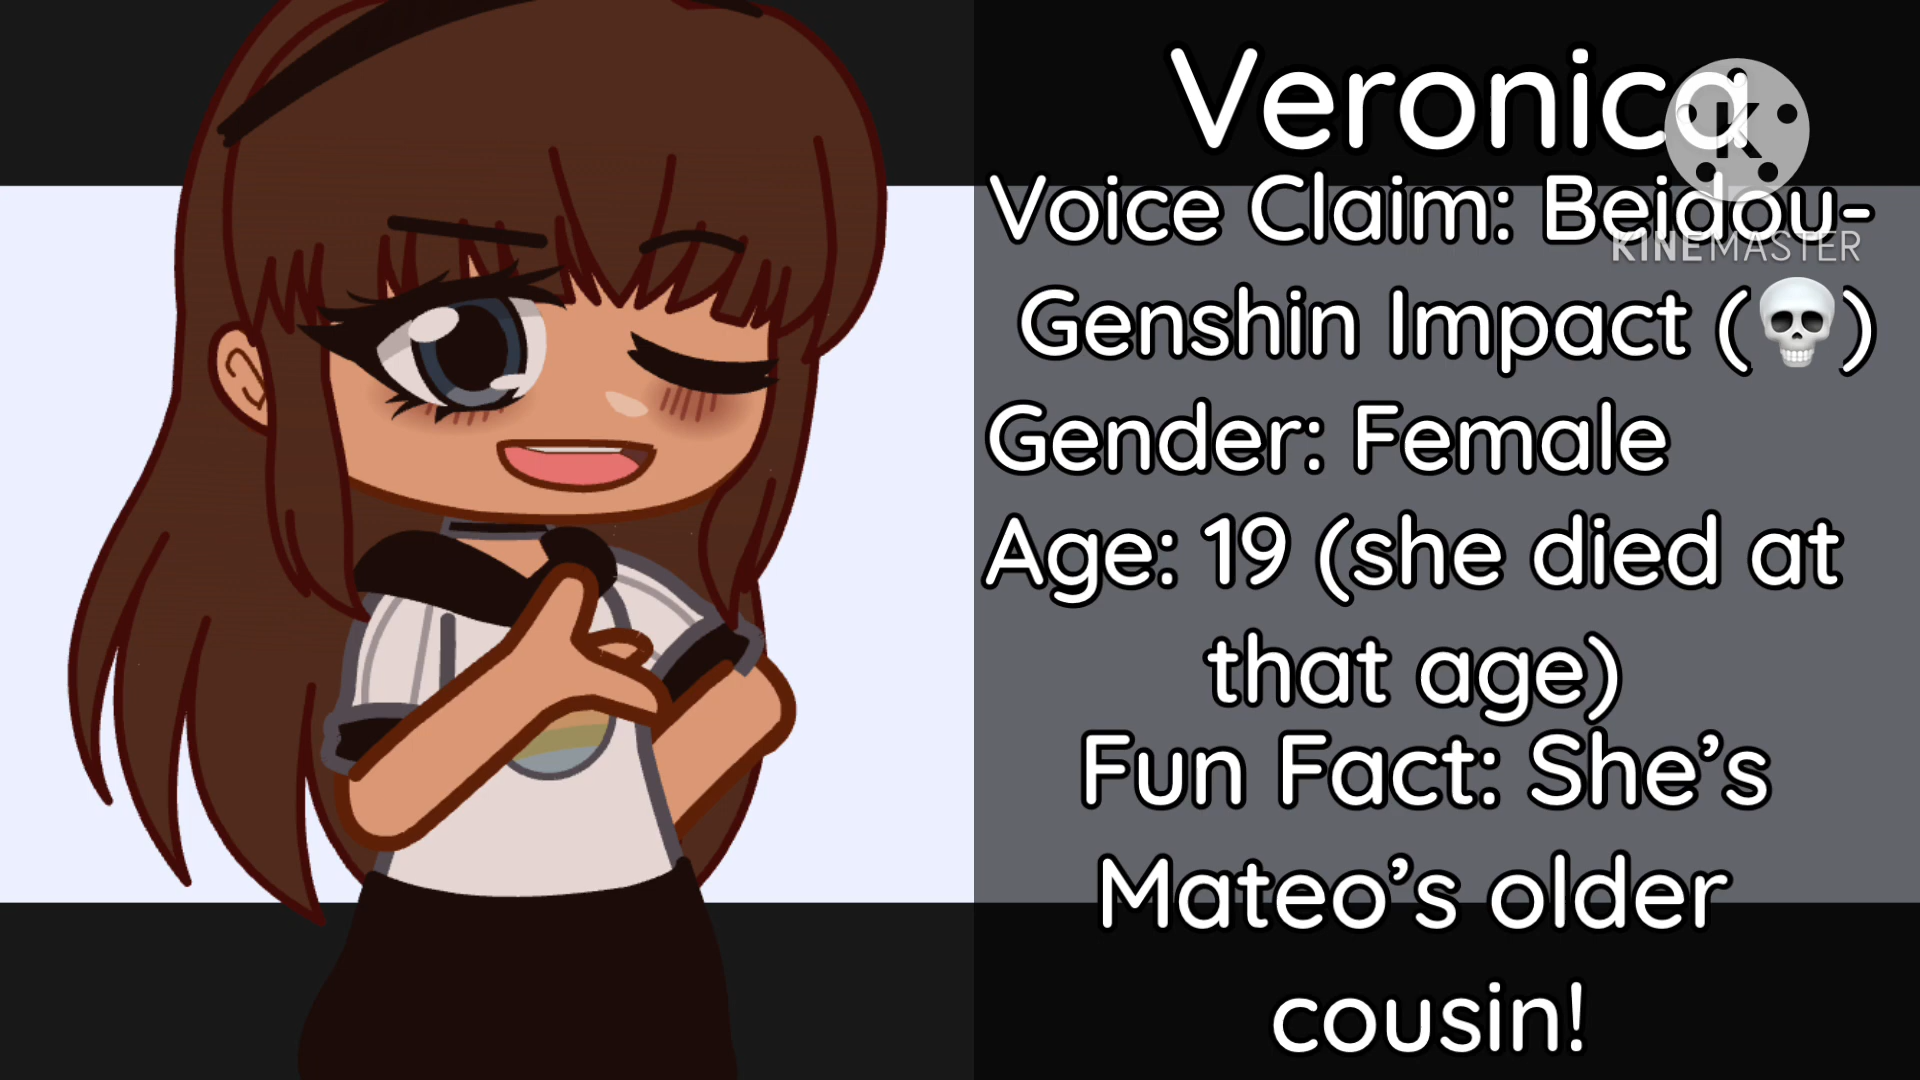 Veronica
Voice Claim: Beidou-
Genshin Impact (💀)
Gender: Female
Age: 19 (she died at
that age)
Fun Fact: She’s
Mateo’s older
cousin!
K
KINEMASTER